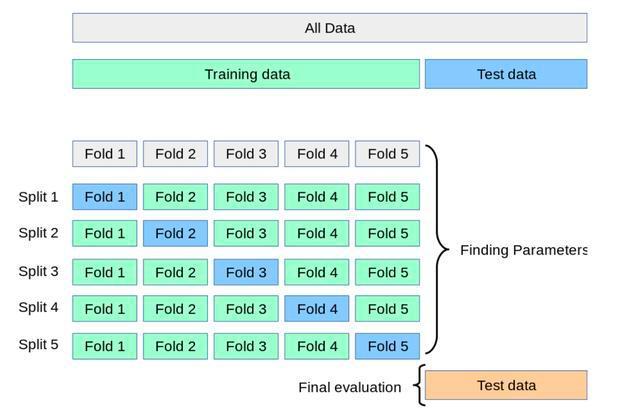 All Data
Training data Test data
Fold 1 Fold 2 Fold 3 Fold 4 Fold 5
Split 1 Fold 1 Fold 2 Fold 3 Fold 4 Fold 5
Split 2 Fold 1 Fold 2 Fold 3 Fold 4 Fold 5
Finding Parameters
Split 3 Fold 1 Fold 2 Fold 3 Fold 4 Fold 5
Split 4 Fold 1 Fold 2 Fold 3 Fold 4 Fold 5
Split 5 Fold 1 Fold 2 Fold 3 Fold 4 Fold 5
Final evaluation Test data